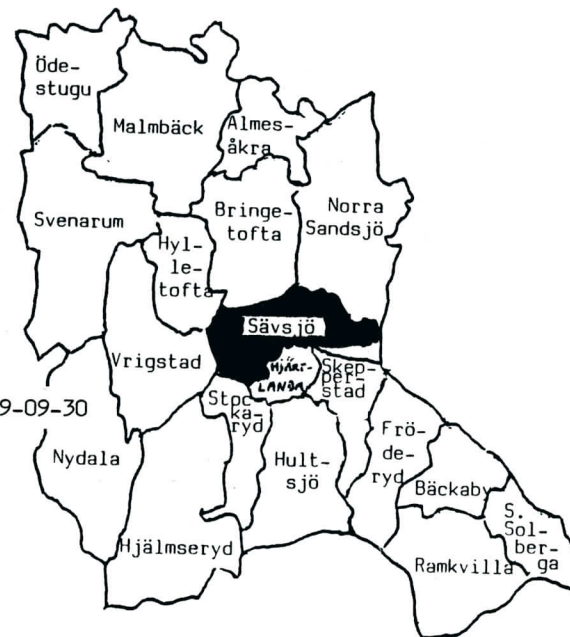 Öde-
stugu
Malmbäck
Almes-
åkra
Svenarum
Bringe-
tofta
Norra
Sandsjö
Hyl-
le-
tofta
Sävsjö
Vrigstad
HJÄRT-
LANDA
Skep-
per-
stad
Stoc
ka-
ryd
9-09-30
Nydala
Hult-
sjö
Frö-
de-
ryd
Bäckaby
S.
Sol-
ber-
ga
Hjälmseryd
Ramkvilla